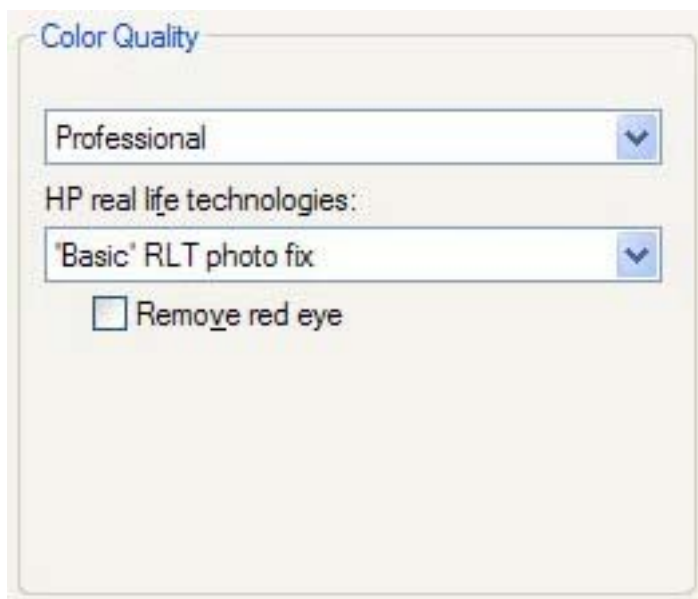 Color Quality
Professional
HP real life technologies:
"Basic" RLT photo fix
Remove red eye